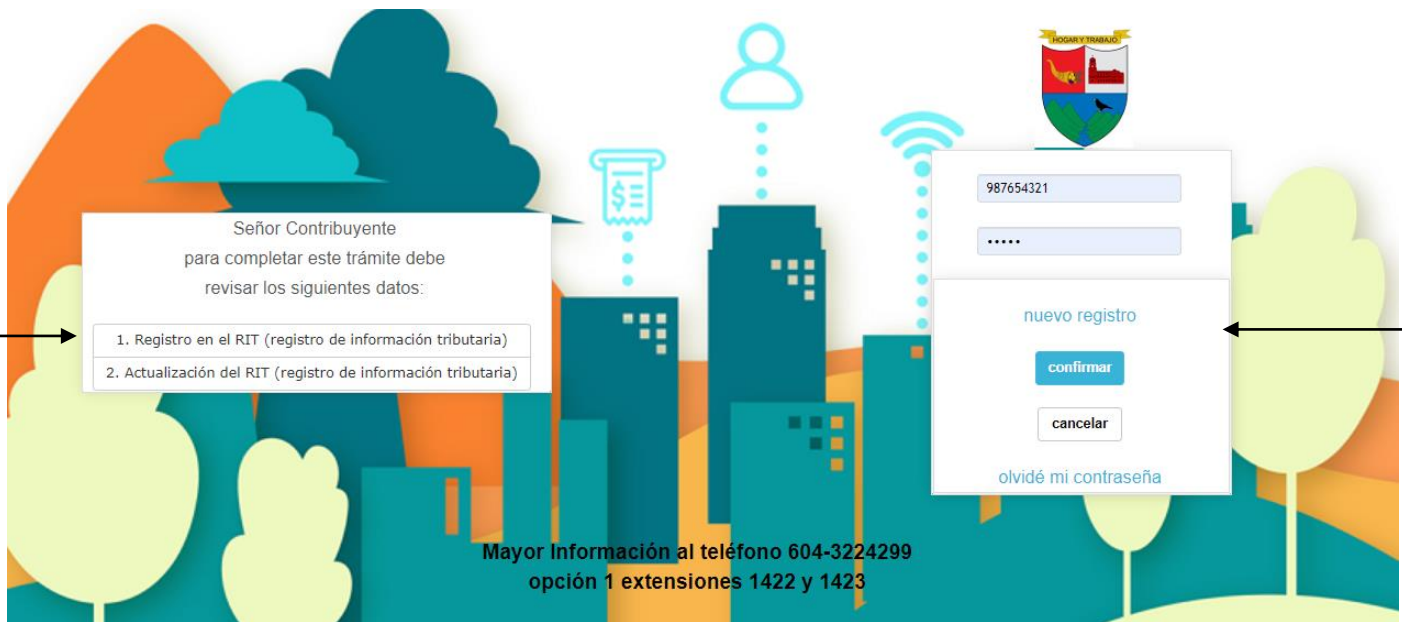 HOGAR Y TRABAJO
Señor Contribuyente
para completar este trámite debe
revisar los siguientes datos:
1. Registro en el RIT (registro de información tributaria)
2. Actualización del RIT (registro de información tributaria)
987654321
•••••
nuevo registro
confirmar
cancelar
olvidé mi contraseña
Mayor Información al teléfono 604-3224299
opción 1 extensiones 1422 y 1423